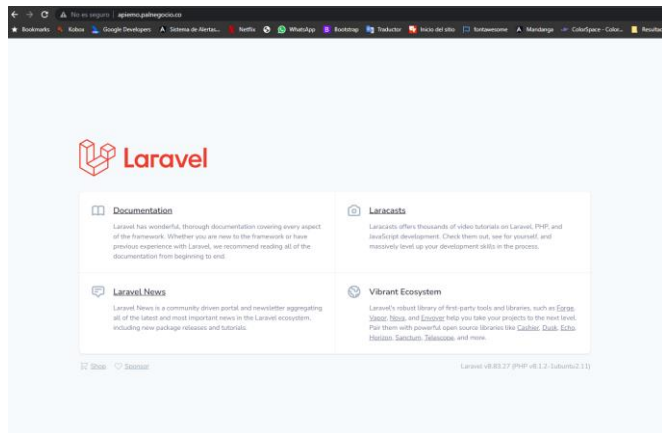 No es seguro | apiemo.palnegocio.co
Bookmarks Kobox Google Developers Sistema de Alertas... Netflix WhatsApp Bootstrap Traductor Inicio del sitio fontawesome Mandanga ColorSpace - Color...
Laravel
Documentation
Laravel has wonderful, thorough documentation covering every aspect
of the framework. Whether you are new to the framework or have
previous experience with Laravel, we recommend reading all of the
documentation from beginning to end.
Laracasts
Laracasts offers thousands of video tutorials on Laravel, PHP, and
JavaScript development. Check them out, see for yourself, and
massively level up your development skills in the process.
Laravel News
Laravel News is a community driven portal and newsletter aggregating
all of the latest and most important news in the Laravel ecosystem,
including new package releases and tutorials.
Vibrant Ecosystem
Laravel's robust library of first-party tools and libraries, such as Forge,
Vapor, Nova, and Envoyer help you take your projects to the next level.
Pair them with powerful open source libraries like Cashier, Dusk, Echo,
Horizon, Sanctum, Telescope, and more.
Shop Sponsor
Laravel v8.83.27 (PHP v8.1.2-1ubuntu2.11)